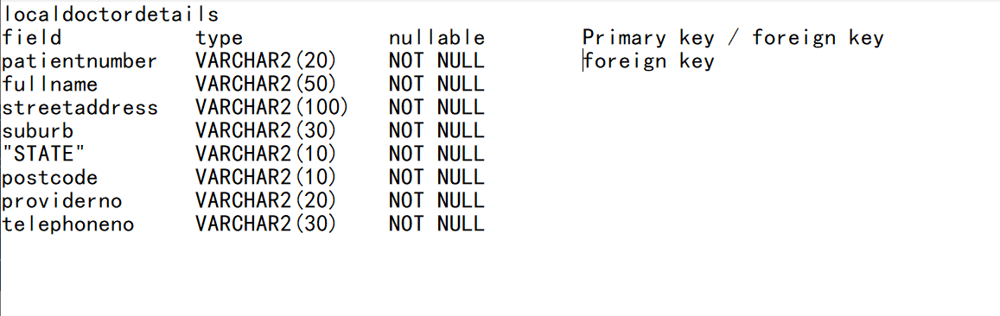 localdoctordetails
field type nullable Primary key / foreign key
patientnumber VARCHAR2(20) NOT NULL foreign key
fullname VARCHAR2(50) NOT NULL
streetaddress VARCHAR2(100) NOT NULL
suburb VARCHAR2(30) NOT NULL
"STATE" VARCHAR2(10) NOT NULL
postcode VARCHAR2(10) NOT NULL
providerno VARCHAR2(20) NOT NULL
telephoneno VARCHAR2(30) NOT NULL